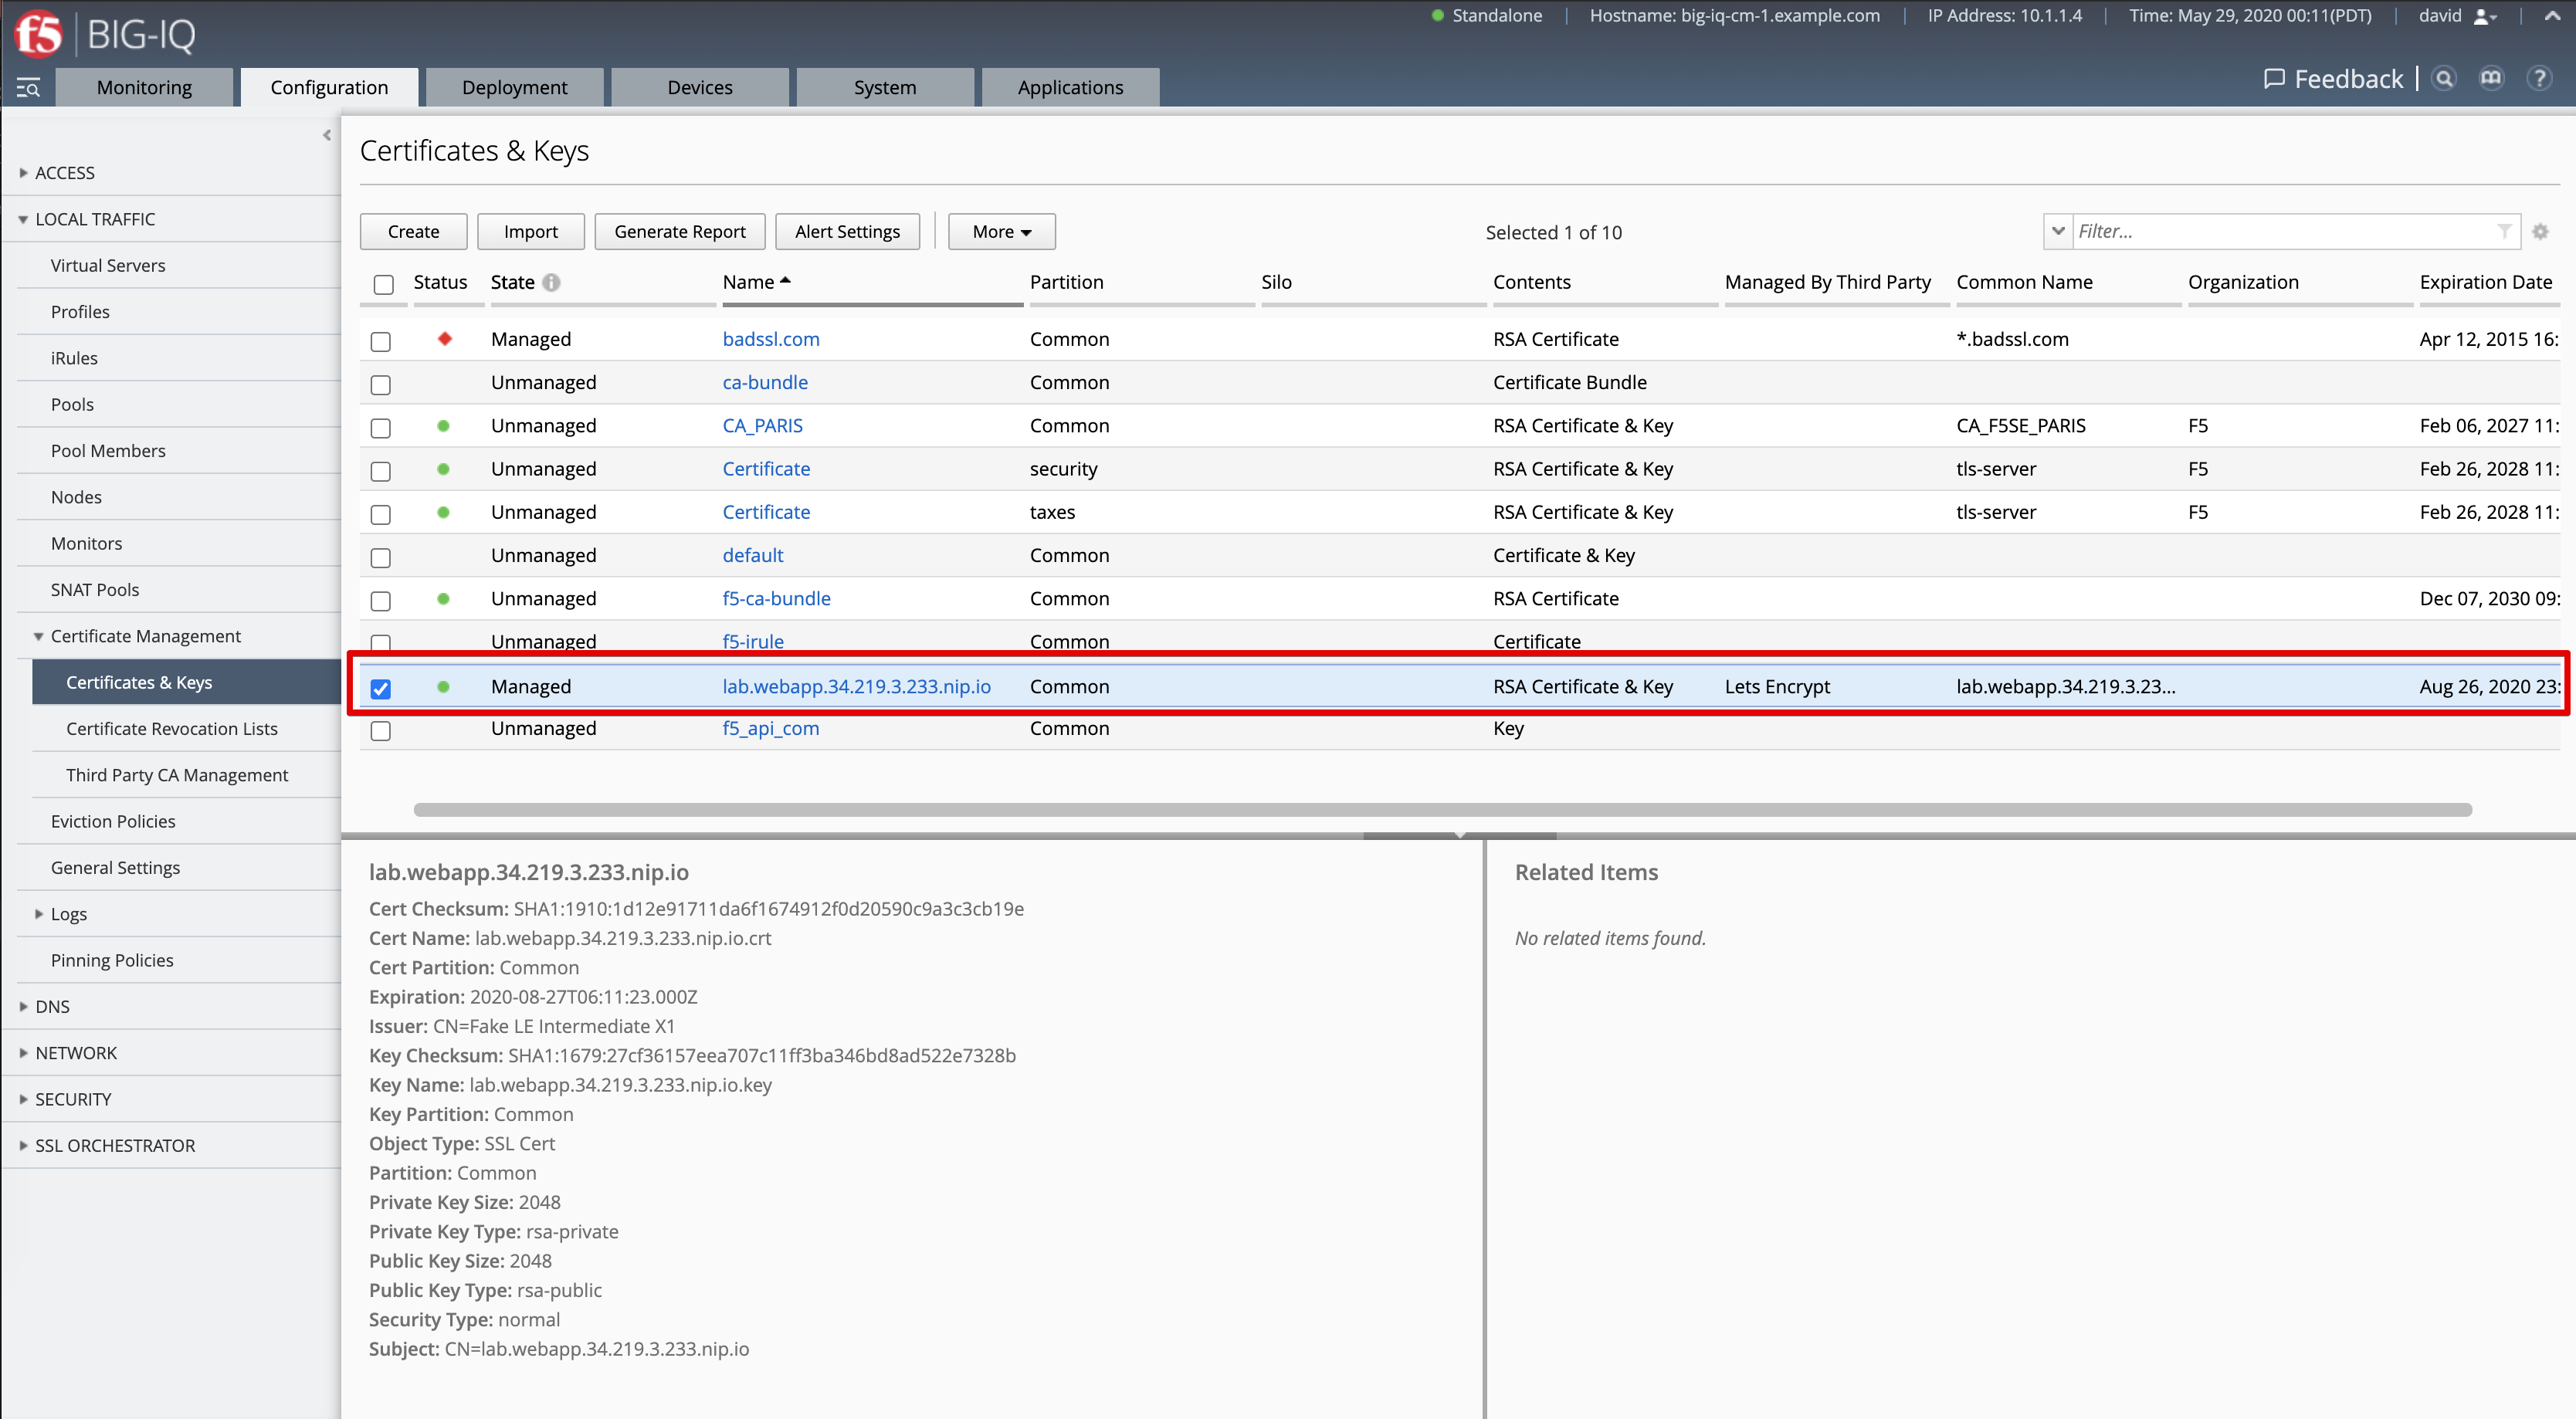 f5 BIG-IQ
Standalone | Hostname: big-iq-cm-1.example.com | IP Address: 10.1.1.4 | Time: May 29, 2020 00:11(PDT) | david
Monitoring Configuration Deployment Devices System Applications
Feedback
ACCESS
LOCAL TRAFFIC
Virtual Servers
Profiles
iRules
Pools
Pool Members
Nodes
Monitors
SNAT Pools
Certificate Management
Certificates & Keys
Certificate Revocation Lists
Third Party CA Management
Eviction Policies
General Settings
Logs
Pinning Policies
DNS
NETWORK
SECURITY
SSL ORCHESTRATOR
Certificates & Keys
Create Import Generate Report Alert Settings More Selected 1 of 10 Filter...
Status State Name Partition Silo Contents Managed By Third Party Common Name Organization Expiration Date
Managed badssl.com Common RSA Certificate *.badssl.com Apr 12, 2015 16:
Unmanaged ca-bundle Common Certificate Bundle
Unmanaged CA_PARIS Common RSA Certificate & Key CA_F5SE_PARIS F5 Feb 06, 2027 11:
Unmanaged Certificate security RSA Certificate & Key tls-server F5 Feb 26, 2028 11:
Unmanaged Certificate taxes RSA Certificate & Key tls-server F5 Feb 26, 2028 11:
Unmanaged default Common Certificate & Key
Unmanaged f5-ca-bundle Common RSA Certificate Dec 07, 2030 09:
Unmanaged f5-irule Common Certificate
Managed lab.webapp.34.219.3.233.nip.io Common RSA Certificate & Key Lets Encrypt lab.webapp.34.219.3.23... Aug 26, 2020 23:
Unmanaged f5_api_com Common Key
lab.webapp.34.219.3.233.nip.io
Cert Checksum: SHA1:1910:1d12e91711da6f1674912f0d20590c9a3c3cb19e
Cert Name: lab.webapp.34.219.3.233.nip.io.crt
Cert Partition: Common
Expiration: 2020-08-27T06:11:23.000Z
Issuer: CN=Fake LE Intermediate X1
Key Checksum: SHA1:1679:27cf36157eea707c11ff3ba346bd8ad522e7328b
Key Name: lab.webapp.34.219.3.233.nip.io.key
Key Partition: Common
Object Type: SSL Cert
Partition: Common
Private Key Size: 2048
Private Key Type: rsa-private
Public Key Size: 2048
Public Key Type: rsa-public
Security Type: normal
Subject: CN=lab.webapp.34.219.3.233.nip.io
Related Items
No related items found.